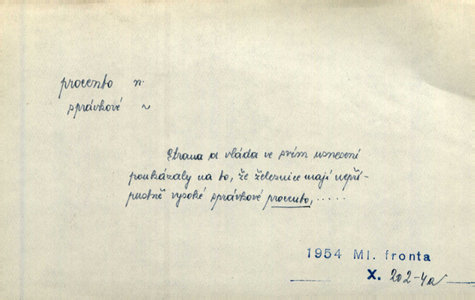 procento n
správkové ~
Strana a vláda ve svém usnesení
poukázaly na to, že železnice mají nepří-
pustně vysoké správkové procento, .....
1954 Ml. fronta
X. 202-4a